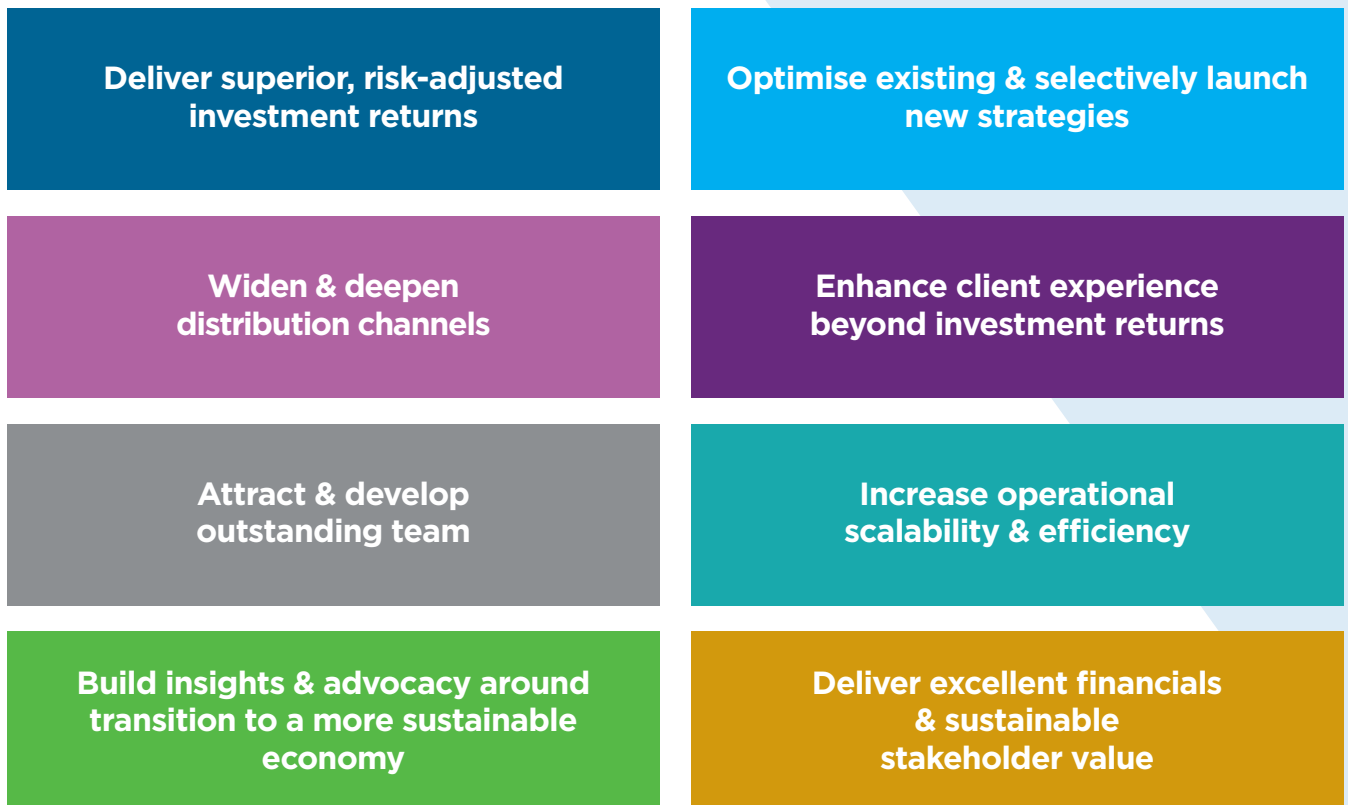 Deliver superior, risk-adjusted
investment returns
Optimise existing & selectively launch
new strategies
Widen & deepen
distribution channels
Enhance client experience
beyond investment returns
Attract & develop
outstanding team
Increase operational
scalability & efficiency
Build insights & advocacy around
transition to a more sustainable
economy
Deliver excellent financials
& sustainable
stakeholder value